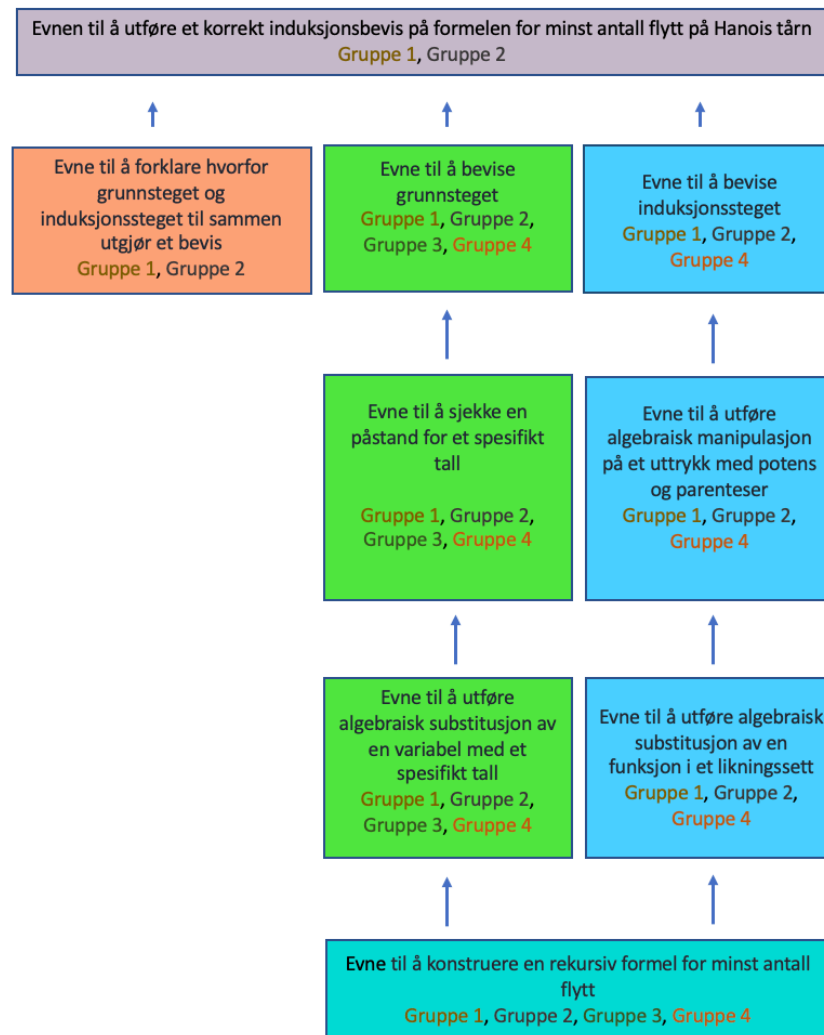 Evnen til å utføre et korrekt induksjonsbevis på formelen for minst antall flytt på Hanois tårn
Gruppe 1, Gruppe 2
Evne til å forklare hvorfor
grunnsteget og
induksjonssteget til sammen
utgjør et bevis
Gruppe 1, Gruppe 2
Evne til å bevise
grunnsteget
Gruppe 1, Gruppe 2,
Gruppe 3, Gruppe 4
Evne til å bevise
induksjonssteget
Gruppe 1, Gruppe 2,
Gruppe 4
Evne til å sjekke en
påstand for et spesifikt
tall
Gruppe 1, Gruppe 2,
Gruppe 3, Gruppe 4
Evne til å utføre
algebraisk manipulasjon
på et uttrykk med potens
og parenteser
Gruppe 1, Gruppe 2,
Gruppe 4
Evne til å utføre
algebraisk substitusjon av
en variabel med et
spesifikt tall
Gruppe 1, Gruppe 2,
Gruppe 3, Gruppe 4
Evne til å utføre algebraisk
substitusjon av en
funksjon i et likningssett
Gruppe 1, Gruppe 2,
Gruppe 4
Evne til å konstruere en rekursiv formel for minst antall
flytt
Gruppe 1, Gruppe 2, Gruppe 3, Gruppe 4